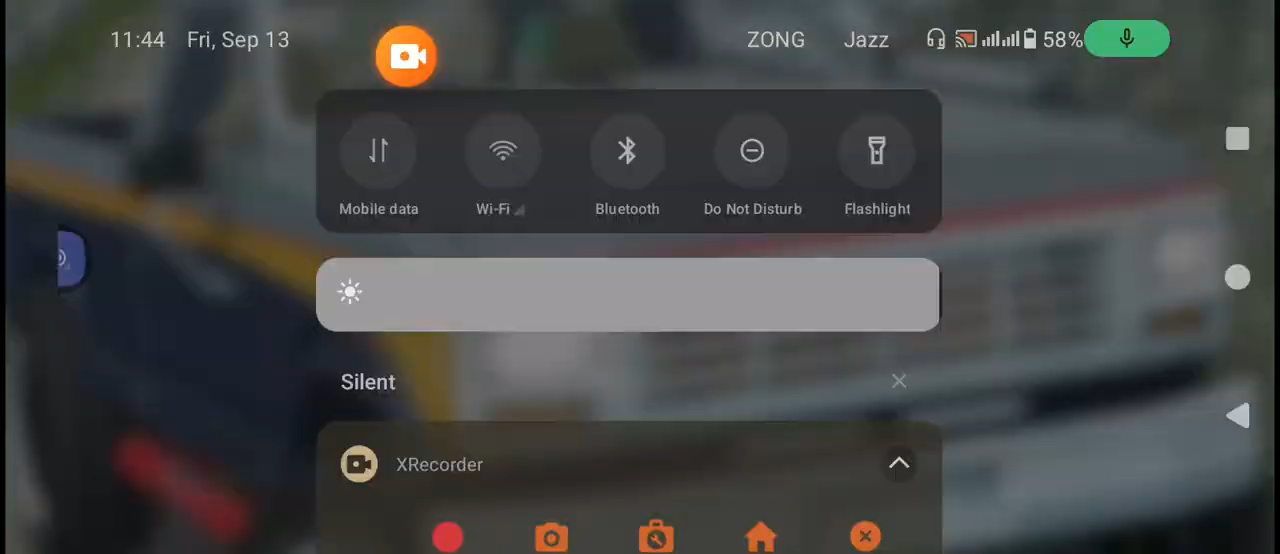 11:44 Fri, Sep 13 ZONG Jazz 58%
Mobile data Wi-Fi Bluetooth Do Not Disturb Flashlight
Silent
XRecorder